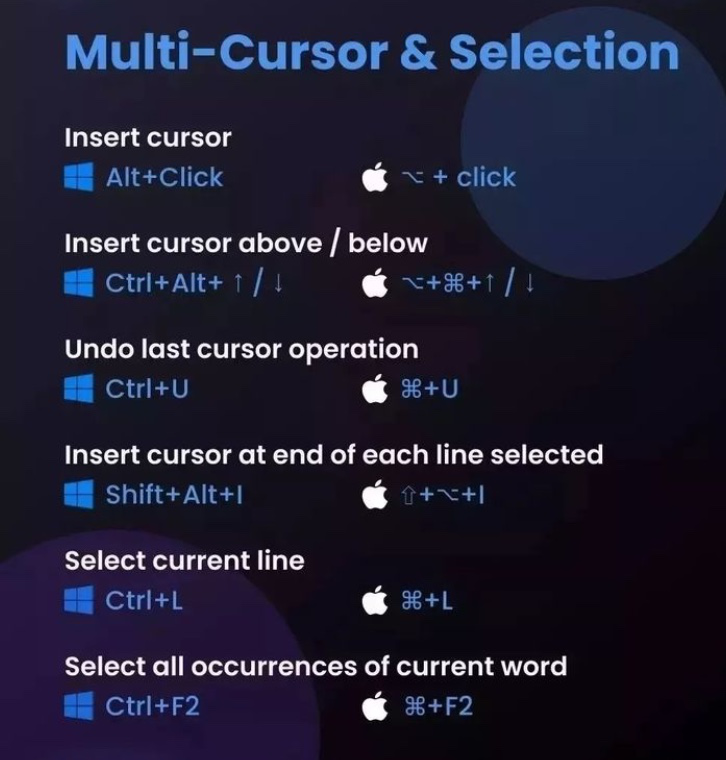 Multi-Cursor & Selection
Insert cursor
Alt+Click ⌥ + click
Insert cursor above / below
Ctrl+Alt+ ↑ / ↓ ⌥+⌘+↑ / ↓
Undo last cursor operation
Ctrl+U ⌘+U
Insert cursor at end of each line selected
Shift+Alt+I ⇧+⌥+I
Select current line
Ctrl+L ⌘+L
Select all occurrences of current word
Ctrl+F2 ⌘+F2